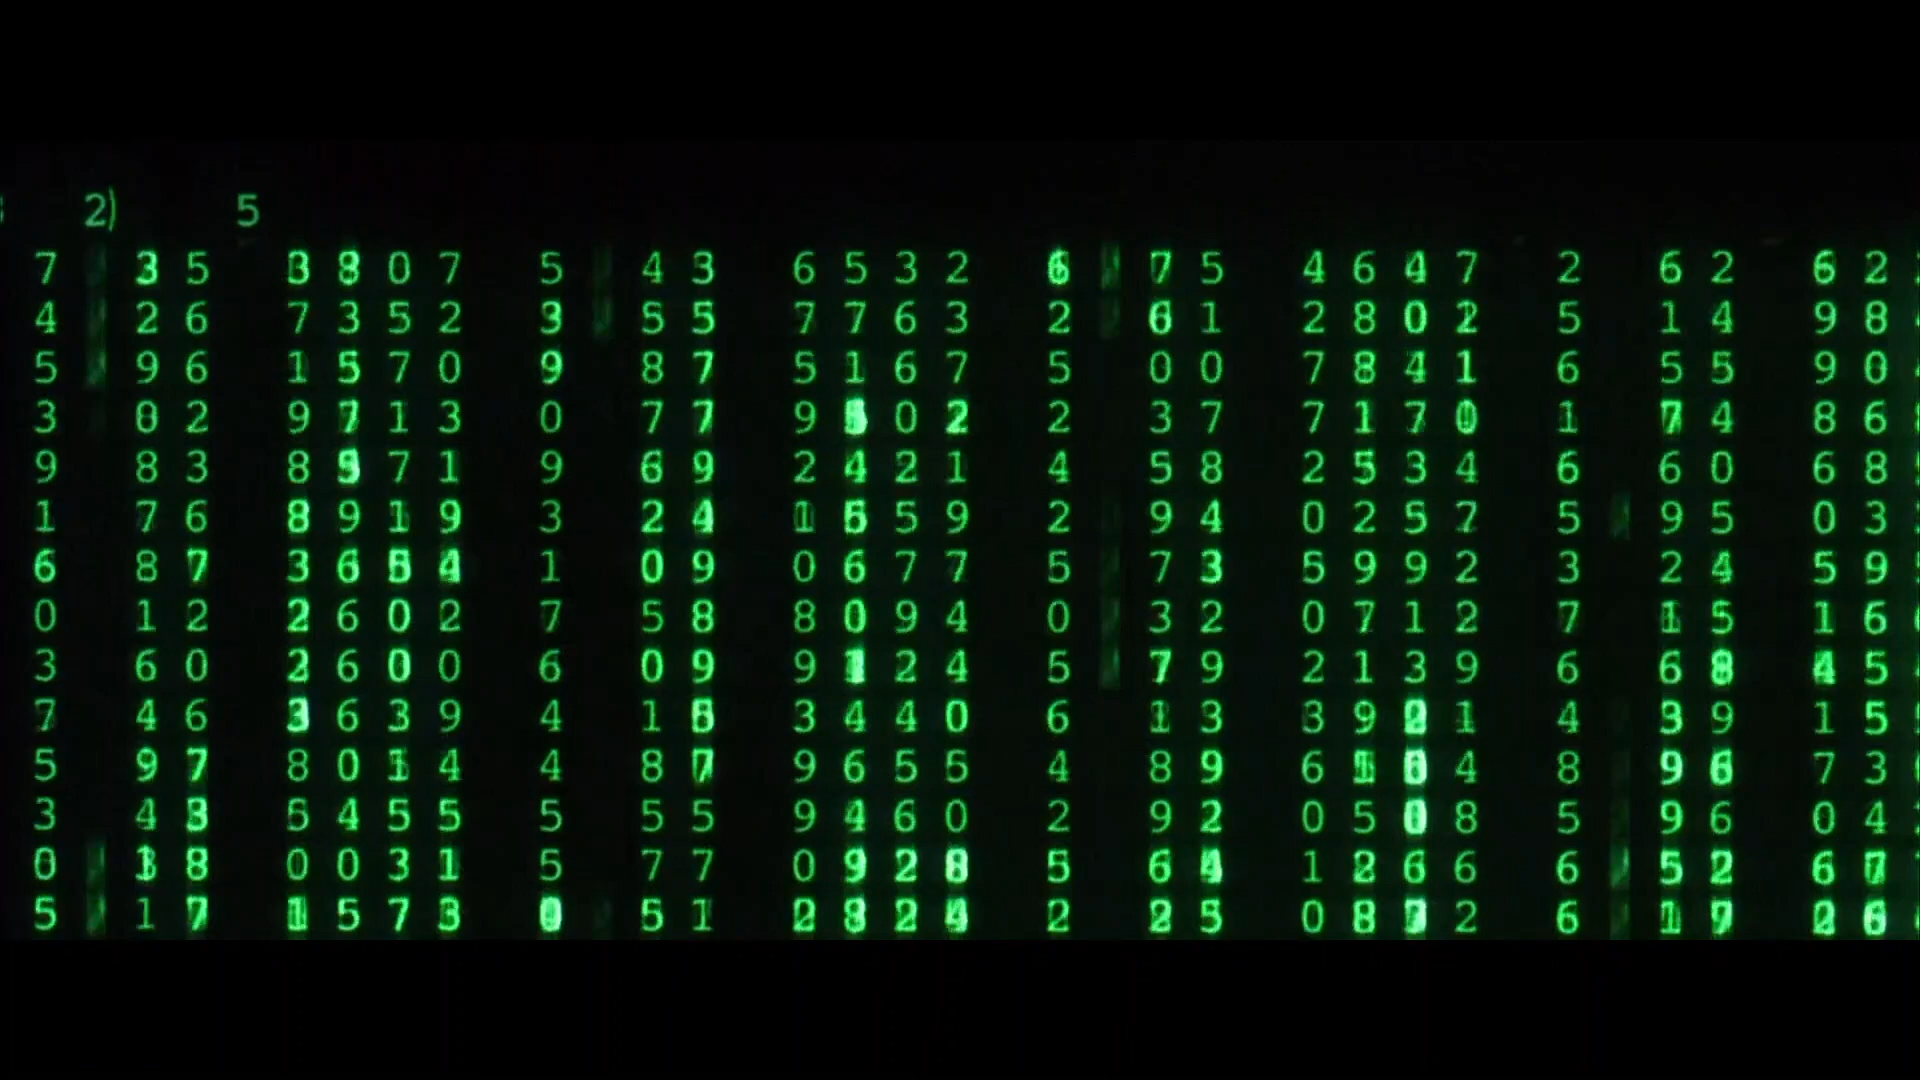 2) 5
7 3 5 3 8 0 7 5 4 3 6 5 3 2 6 7 5 4 6 4 7 2 6 2 6 2
4 2 6 7 3 5 2 3 5 5 7 7 6 3 2 6 1 2 8 0 2 5 1 4 9 8
5 9 6 1 5 7 0 9 8 7 5 1 6 7 5 0 0 7 8 4 1 6 5 5 9 0
3 0 2 9 7 1 3 0 7 7 9 0 2 2 3 7 7 1 7 0 1 7 4 8 6
9 8 3 8 5 7 1 9 6 9 2 4 2 1 4 5 8 2 5 3 4 6 6 0 6 8
1 7 6 8 9 1 9 3 2 4 5 9 2 9 4 0 2 5 7 5 9 5 0 3
6 8 7 3 6 4 1 0 9 0 6 7 7 5 7 3 5 9 9 2 3 2 4 5 9
0 1 2 2 6 0 2 7 5 8 8 0 9 4 0 3 2 0 7 1 2 7 1 5 1 6
3 6 0 2 6 0 0 6 0 9 9 2 4 5 7 9 2 1 3 9 6 6 8 4 5
7 4 6 3 6 3 9 4 1 3 4 4 0 6 1 3 3 9 1 4 3 9 1 5
5 9 7 8 0 1 4 4 8 7 9 6 5 5 4 8 9 6 4 8 9 6 7 3
3 4 3 4 5 5 5 5 5 9 4 6 0 2 9 2 0 5 8 5 9 6 0 4
0 8 0 0 3 1 5 7 7 0 9 2 8 5 6 4 1 2 6 6 6 5 2 6 7
5 1 7 1 5 7 3 5 1 2 8 2 4 2 2 5 0 8 2 6 1 7 6